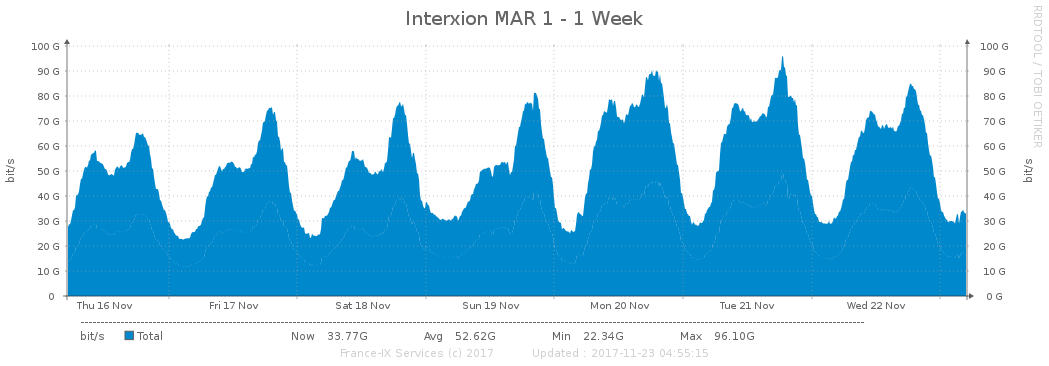 Interxion MAR 1 - 1 Week
RRDTOOL / TOBI OETIKER
bit/s
bit/s
100 G 100 G
90 G 90 G
80 G 80 G
70 G 70 G
60 G 60 G
50 G 50 G
40 G 40 G
30 G 30 G
20 G 20 G
10 G 10 G
0 0 G
Thu 16 Nov Fri 17 Nov Sat 18 Nov Sun 19 Nov Mon 20 Nov Tue 21 Nov Wed 22 Nov
bit/s Total Now 33.77G Avg 52.62G Min 22.34G Max 96.10G
France-IX Services (c) 2017 Updated : 2017-11-23 04:55:15